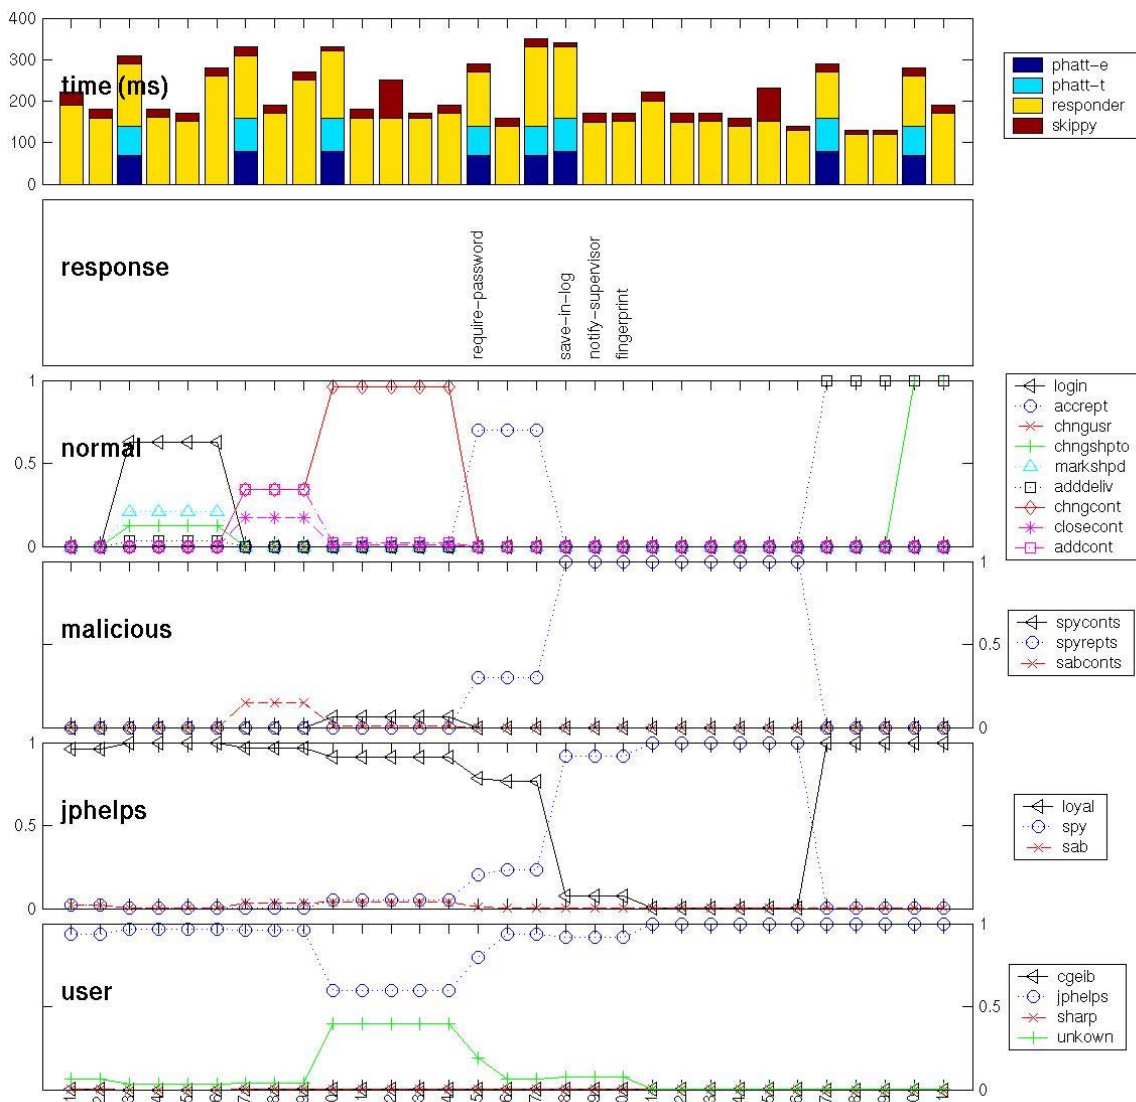 400
300
time (ms)
200
100
0
phatt-e
phatt-t
responder
skippy
response
require-password
save-in-log
notify-supervisor
fingerprint
1
normal
0.5
0
login
accrept
chngusr
chngshpto
markshpd
adddeliv
chngcont
closecont
addcont
1
malicious
0.5
0
spyconts
spyrepts
sabconts
1
jphelps
0.5
0
loyal
spy
sab
1
user
0.5
0
cgeib
jphelps
sharp
unkown